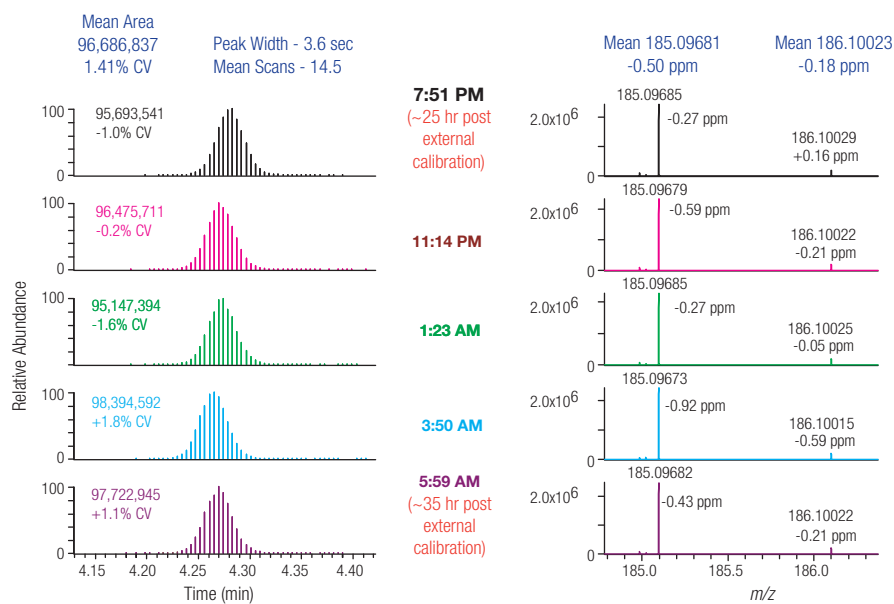 Mean Area
96,686,837
1.41% CV
Peak Width - 3.6 sec
Mean Scans - 14.5
Mean 185.09681
-0.50 ppm
Mean 186.10023
-0.18 ppm
Relative Abundance
100
0
95,693,541
-1.0% CV
7:51 PM
(~25 hr post
external
calibration)
2.0x10⁶
0
185.09685
-0.27 ppm
186.10029
+0.16 ppm
100
0
96,475,711
-0.2% CV
11:14 PM
2.0x10⁶
0
185.09679
-0.59 ppm
186.10022
-0.21 ppm
100
0
95,147,394
-1.6% CV
1:23 AM
2.0x10⁶
0
185.09685
-0.27 ppm
186.10025
-0.05 ppm
100
0
98,394,592
+1.8% CV
3:50 AM
2.0x10⁶
0
185.09673
-0.92 ppm
186.10015
-0.59 ppm
100
0
97,722,945
+1.1% CV
5:59 AM
(~35 hr post
external
calibration)
2.0x10⁶
0
185.09682
-0.43 ppm
186.10022
-0.21 ppm
4.15 4.20 4.25 4.30 4.35 4.40
Time (min)
185.0 185.5 186.0
m/z